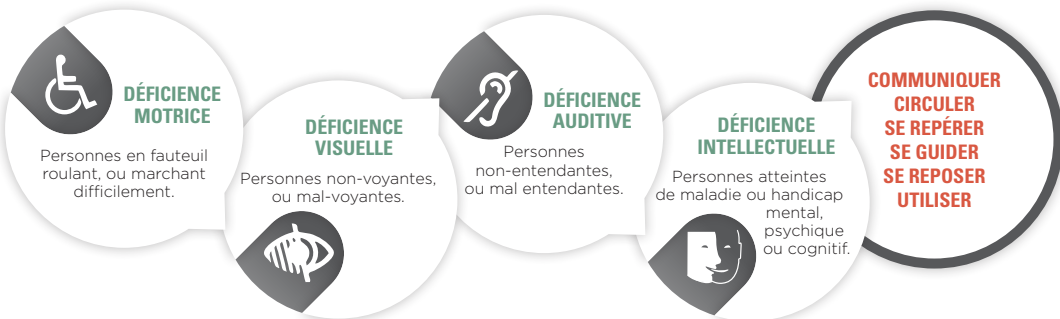 DÉFICIENCE
MOTRICE
Personnes en fauteuil
roulant, ou marchant
difficilement.
DÉFICIENCE
VISUELLE
Personnes non-voyantes,
ou mal-voyantes.
DÉFICIENCE
AUDITIVE
Personnes
non-entendantes,
ou mal entendantes.
DÉFICIENCE
INTELLECTUELLE
Personnes atteintes
de maladie ou handicap
mental,
psychique
ou cognitif.
COMMUNIQUER
CIRCULER
SE REPÉRER
SE GUIDER
SE REPOSER
UTILISER